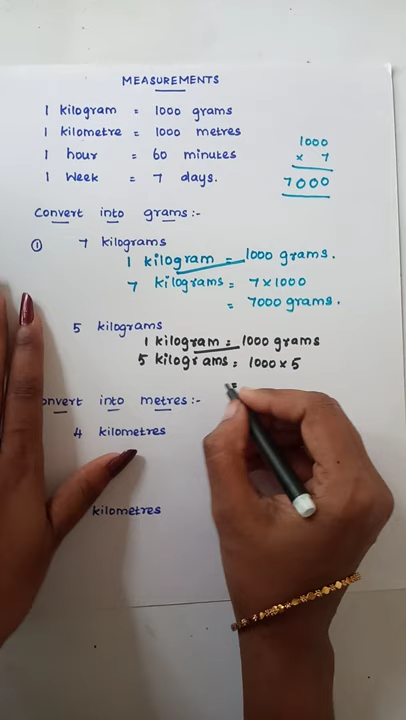 MEASUREMENTS
1 kilogram = 1000 grams
1 kilometre = 1000 metres
1 hour = 60 minutes
1 week = 7 days.
1000
× 7
7000
Convert into grams:-
① 7 kilograms
1 kilogram = 1000 grams.
7 kilograms = 7×1000
= 7000 grams.
5 kilograms
1 kilogram = 1000 grams
5 kilograms = 1000×5
=
onvert into metres:-
4 kilometres
kilometres